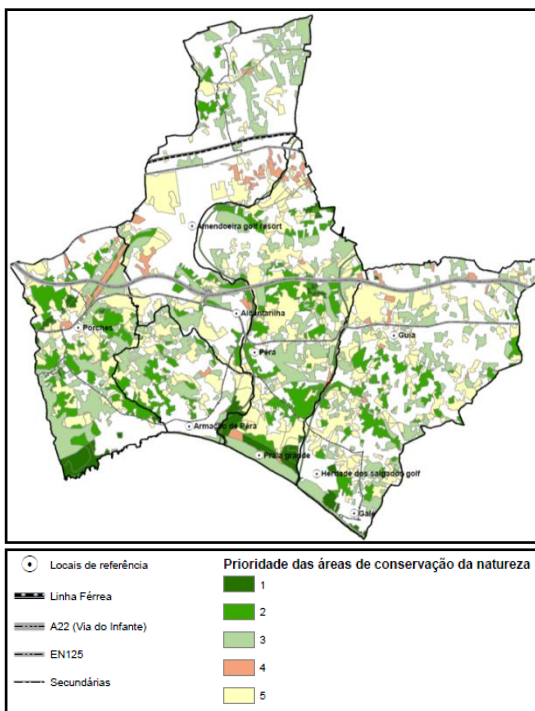 Amendoeira golf resort
Alcantarilha
Porches
Guia
Pêra
Armação de Pêra
Praia grande
Herdade dos salgados golf
Galé
Locais de referência
Linha Férrea
A22 (Via do Infante)
EN125
Secundárias
Prioridade das áreas de conservação da natureza
1
2
3
4
5